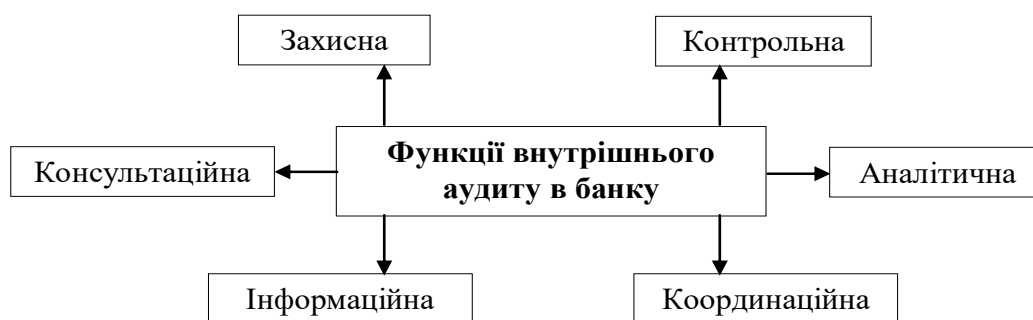 Захисна
Контрольна
Консультаційна
Функції внутрішнього
аудиту в банку
Аналітична
Інформаційна
Координаційна